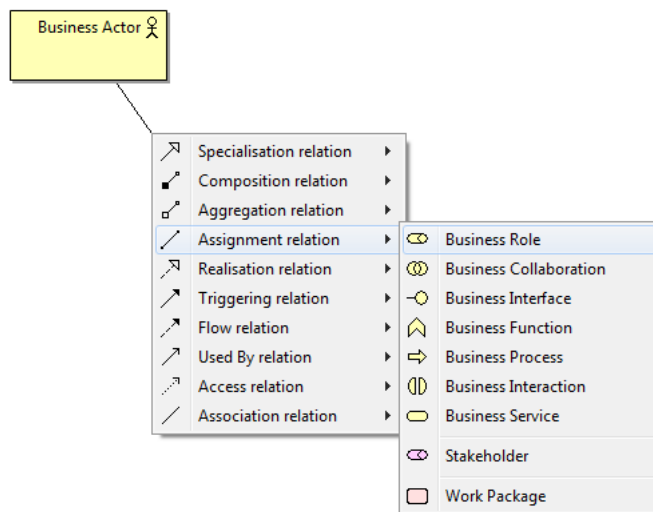 Business Actor
Specialisation relation
Composition relation
Aggregation relation
Assignment relation
Realisation relation
Triggering relation
Flow relation
Used By relation
Access relation
Association relation
Business Role
Business Collaboration
Business Interface
Business Function
Business Process
Business Interaction
Business Service
Stakeholder
Work Package